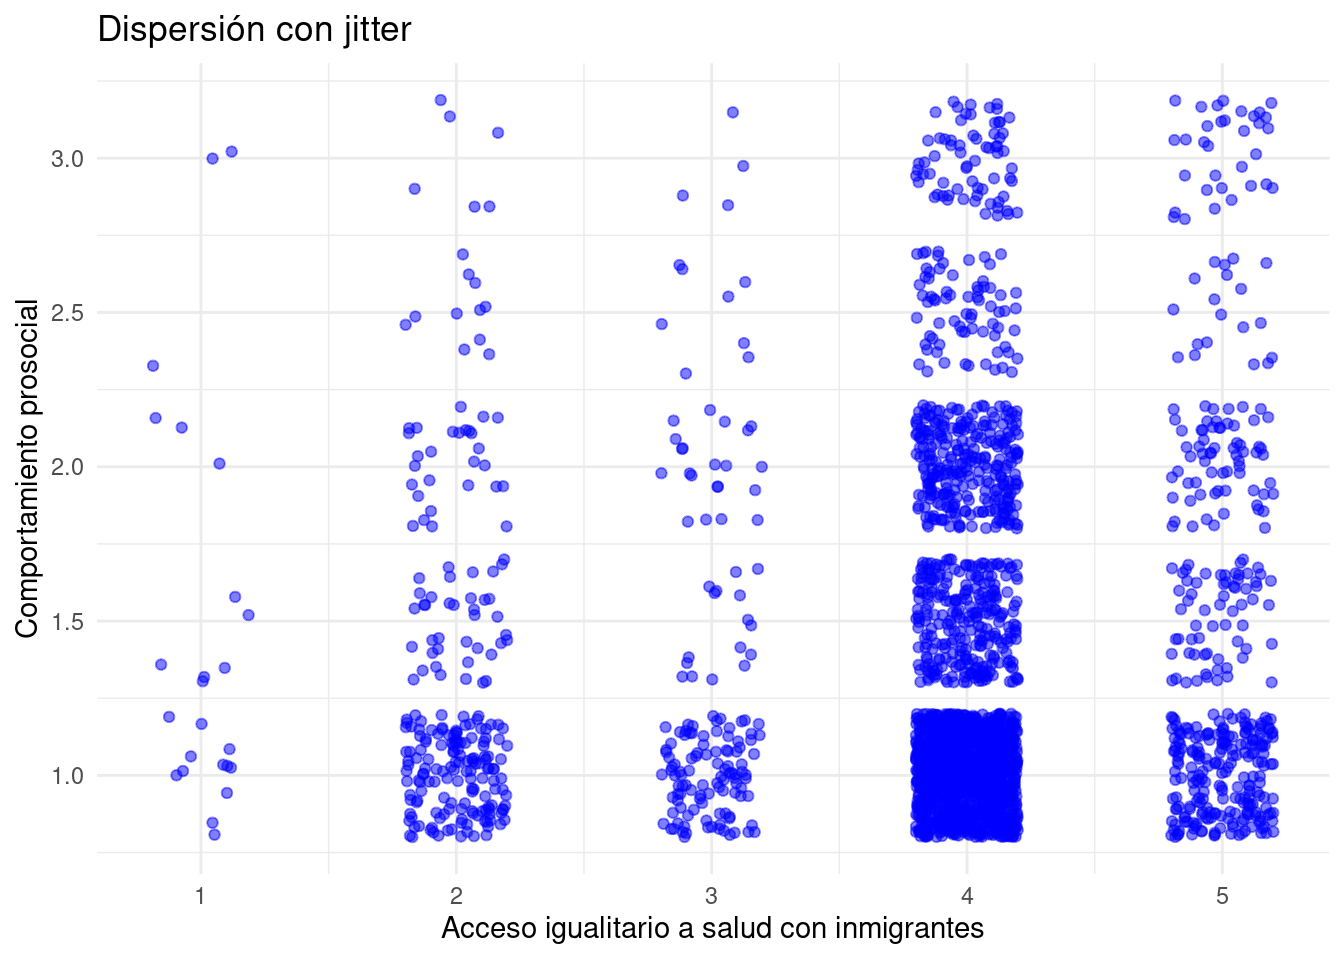 Dispersión con jitter
Comportamiento prosocial
3.0
2.5
2.0
1.5
1.0
1 2 3 4 5
Acceso igualitario a salud con inmigrantes